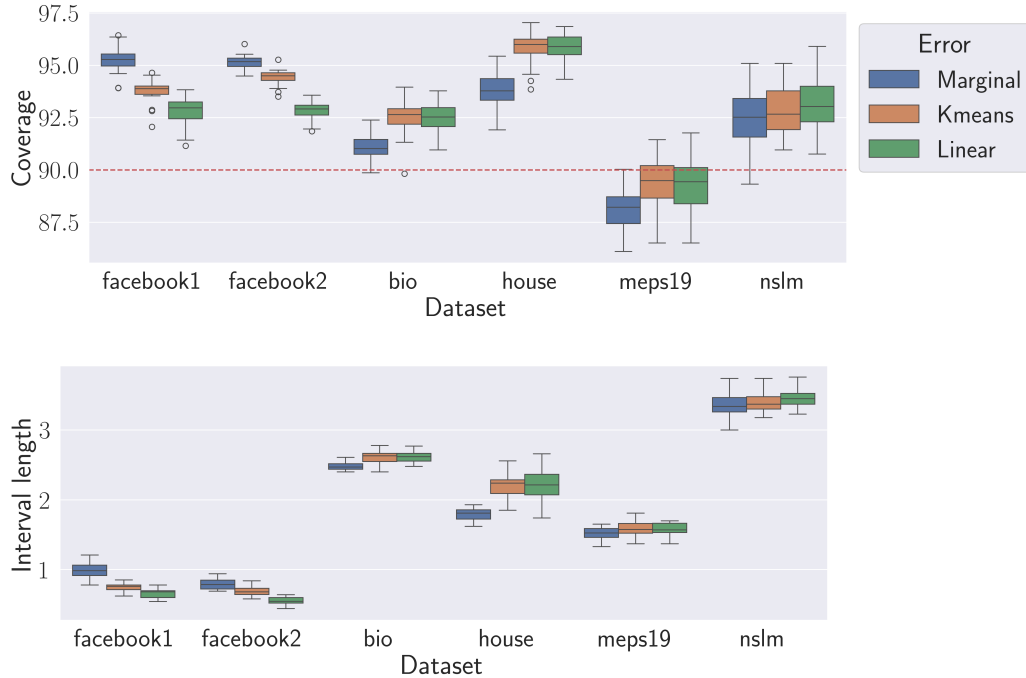 97.5
95.0
92.5
90.0
87.5
Coverage
facebook1 facebook2 bio house meps19 nslm
Dataset
Error
Marginal
Kmeans
Linear
3
2
1
Interval length
facebook1 facebook2 bio house meps19 nslm
Dataset